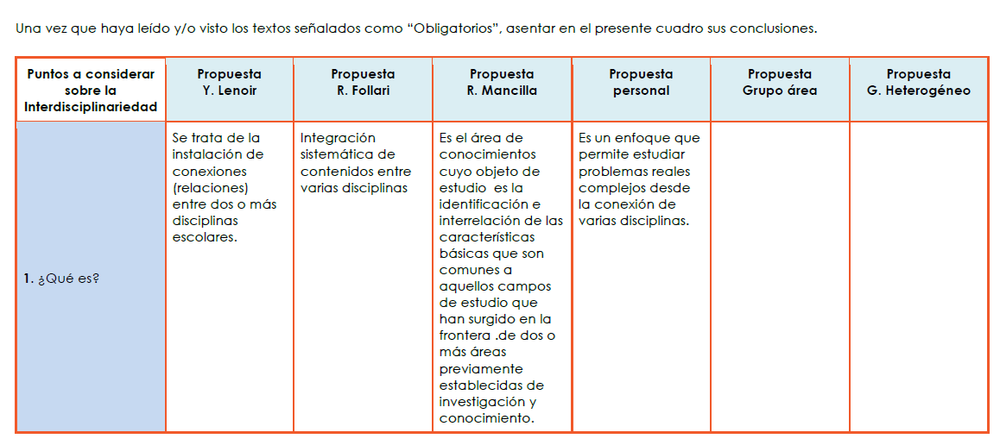 Una vez que haya leído y/o visto los textos señalados como “Obligatorios”, asentar en el presente cuadro sus conclusiones.
Puntos a considerar
sobre la
Interdisciplinariedad
Propuesta
Y. Lenoir
Propuesta
R. Follari
Propuesta
R. Mancilla
Propuesta
personal
Propuesta
Grupo área
Propuesta
G. Heterogéneo
1. ¿Qué es?
Se trata de la
instalación de
conexiones
(relaciones)
entre dos o más
disciplinas
escolares.
Integración
sistemática de
contenidos entre
varias disciplinas
Es el área de
conocimientos
cuyo objeto de
estudio  es la
identificación e
interrelación de las
características
básicas que son
comunes a
aquellos campos
de estudio que
han surgido en la
frontera .de dos o
más áreas
previamente
establecidas de
investigación y
conocimiento.
Es un enfoque que
permite estudiar
problemas reales
complejos desde
la conexión de
varias disciplinas.